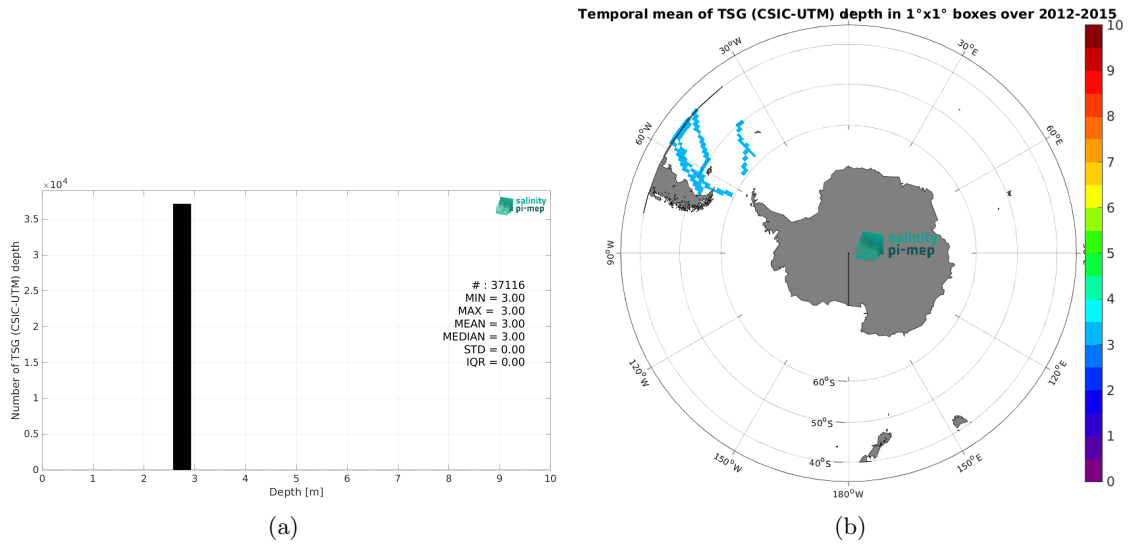 Temporal mean of TSG (CSIC-UTM) depth in 1°x1° boxes over 2012-2015
×10⁴
3.5
3
2.5
2
1.5
1
0.5
0
Number of TSG (CSIC-UTM) depth
salinity
pi-mep
# : 37116
MIN = 3.00
MAX = 3.00
MEAN = 3.00
MEDIAN = 3.00
STD = 0.00
IQR = 0.00
0 1 2 3 4 5 6 7 8 9 10
Depth [m]
(a)
30°W
30°E
60°W
60°E
90°W
salinity
pi-mep
120°W
120°E
60°S
50°S
40°S
150°W
150°E
180°W
10
9
8
7
6
5
4
3
2
1
0
(b)